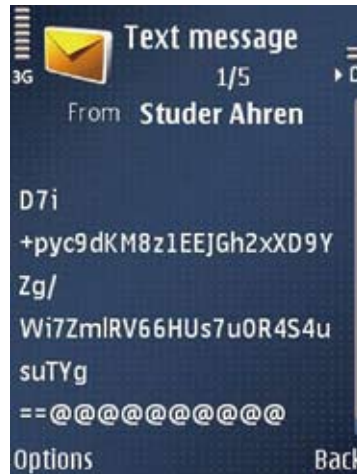 Text message
3G
1/5
From Studer Ahren
D7i
+pyc9dKM8z1EEJGh2xXD9Y
Zg/
Wi7ZmlRV66HUs7u0R4S4u
suTYg
==@@@@@@@@@@
Options Back